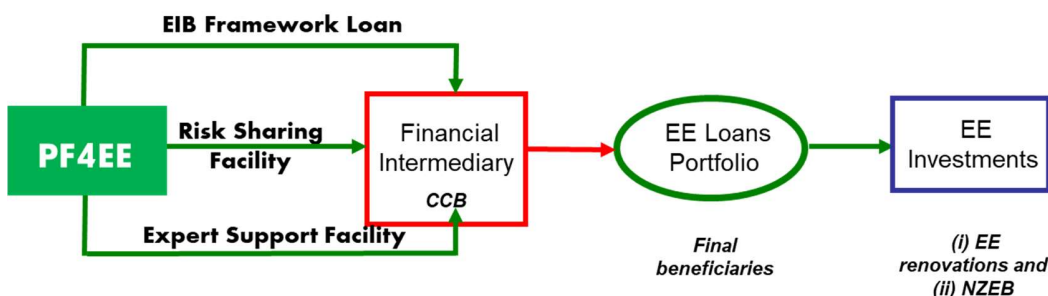 EIB Framework Loan
PF4EE
Risk Sharing
Facility
Expert Support Facility
Financial
Intermediary
CCB
EE Loans
Portfolio
Final
beneficiaries
EE
Investments
(i) EE
renovations and
(ii) NZEB